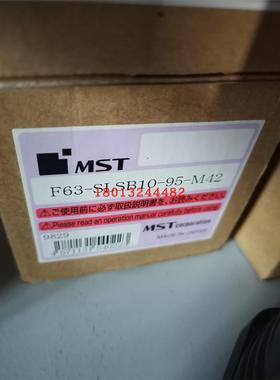 MST
F63-SLSB10-95-M42
18013244482
⚠ご使用前に必ず取扱説明書をお読みください。
⚠Please read an operation manual carefully before using!
9829
MST corporation
MADE IN JAPAN